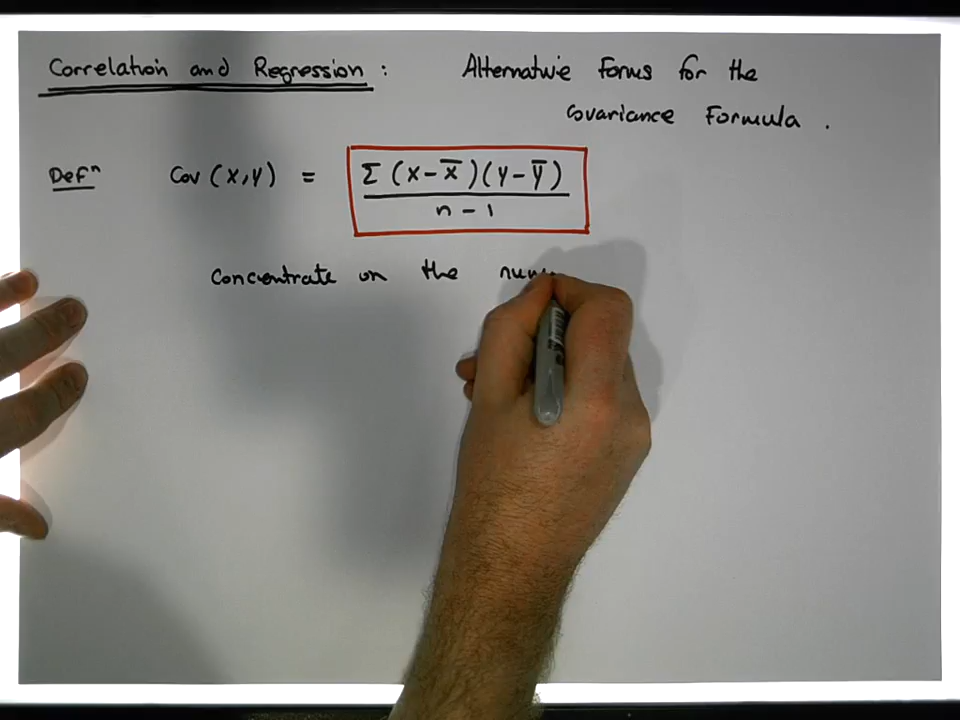 Correlation and Regression : Alternative Forms for the
Covariance Formula .
Defⁿ Cov (x,y) = Σ (x-x̄)(y-ȳ)
n - 1
Concentrate on the